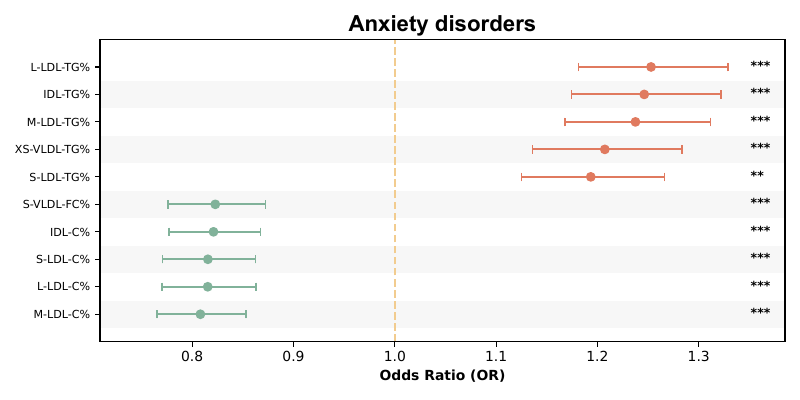 Anxiety disorders
L-LDL-TG% ***
IDL-TG% ***
M-LDL-TG% ***
XS-VLDL-TG% ***
S-LDL-TG% **
S-VLDL-FC% ***
IDL-C% ***
S-LDL-C% ***
L-LDL-C% ***
M-LDL-C% ***
0.8 0.9 1.0 1.1 1.2 1.3
Odds Ratio (OR)